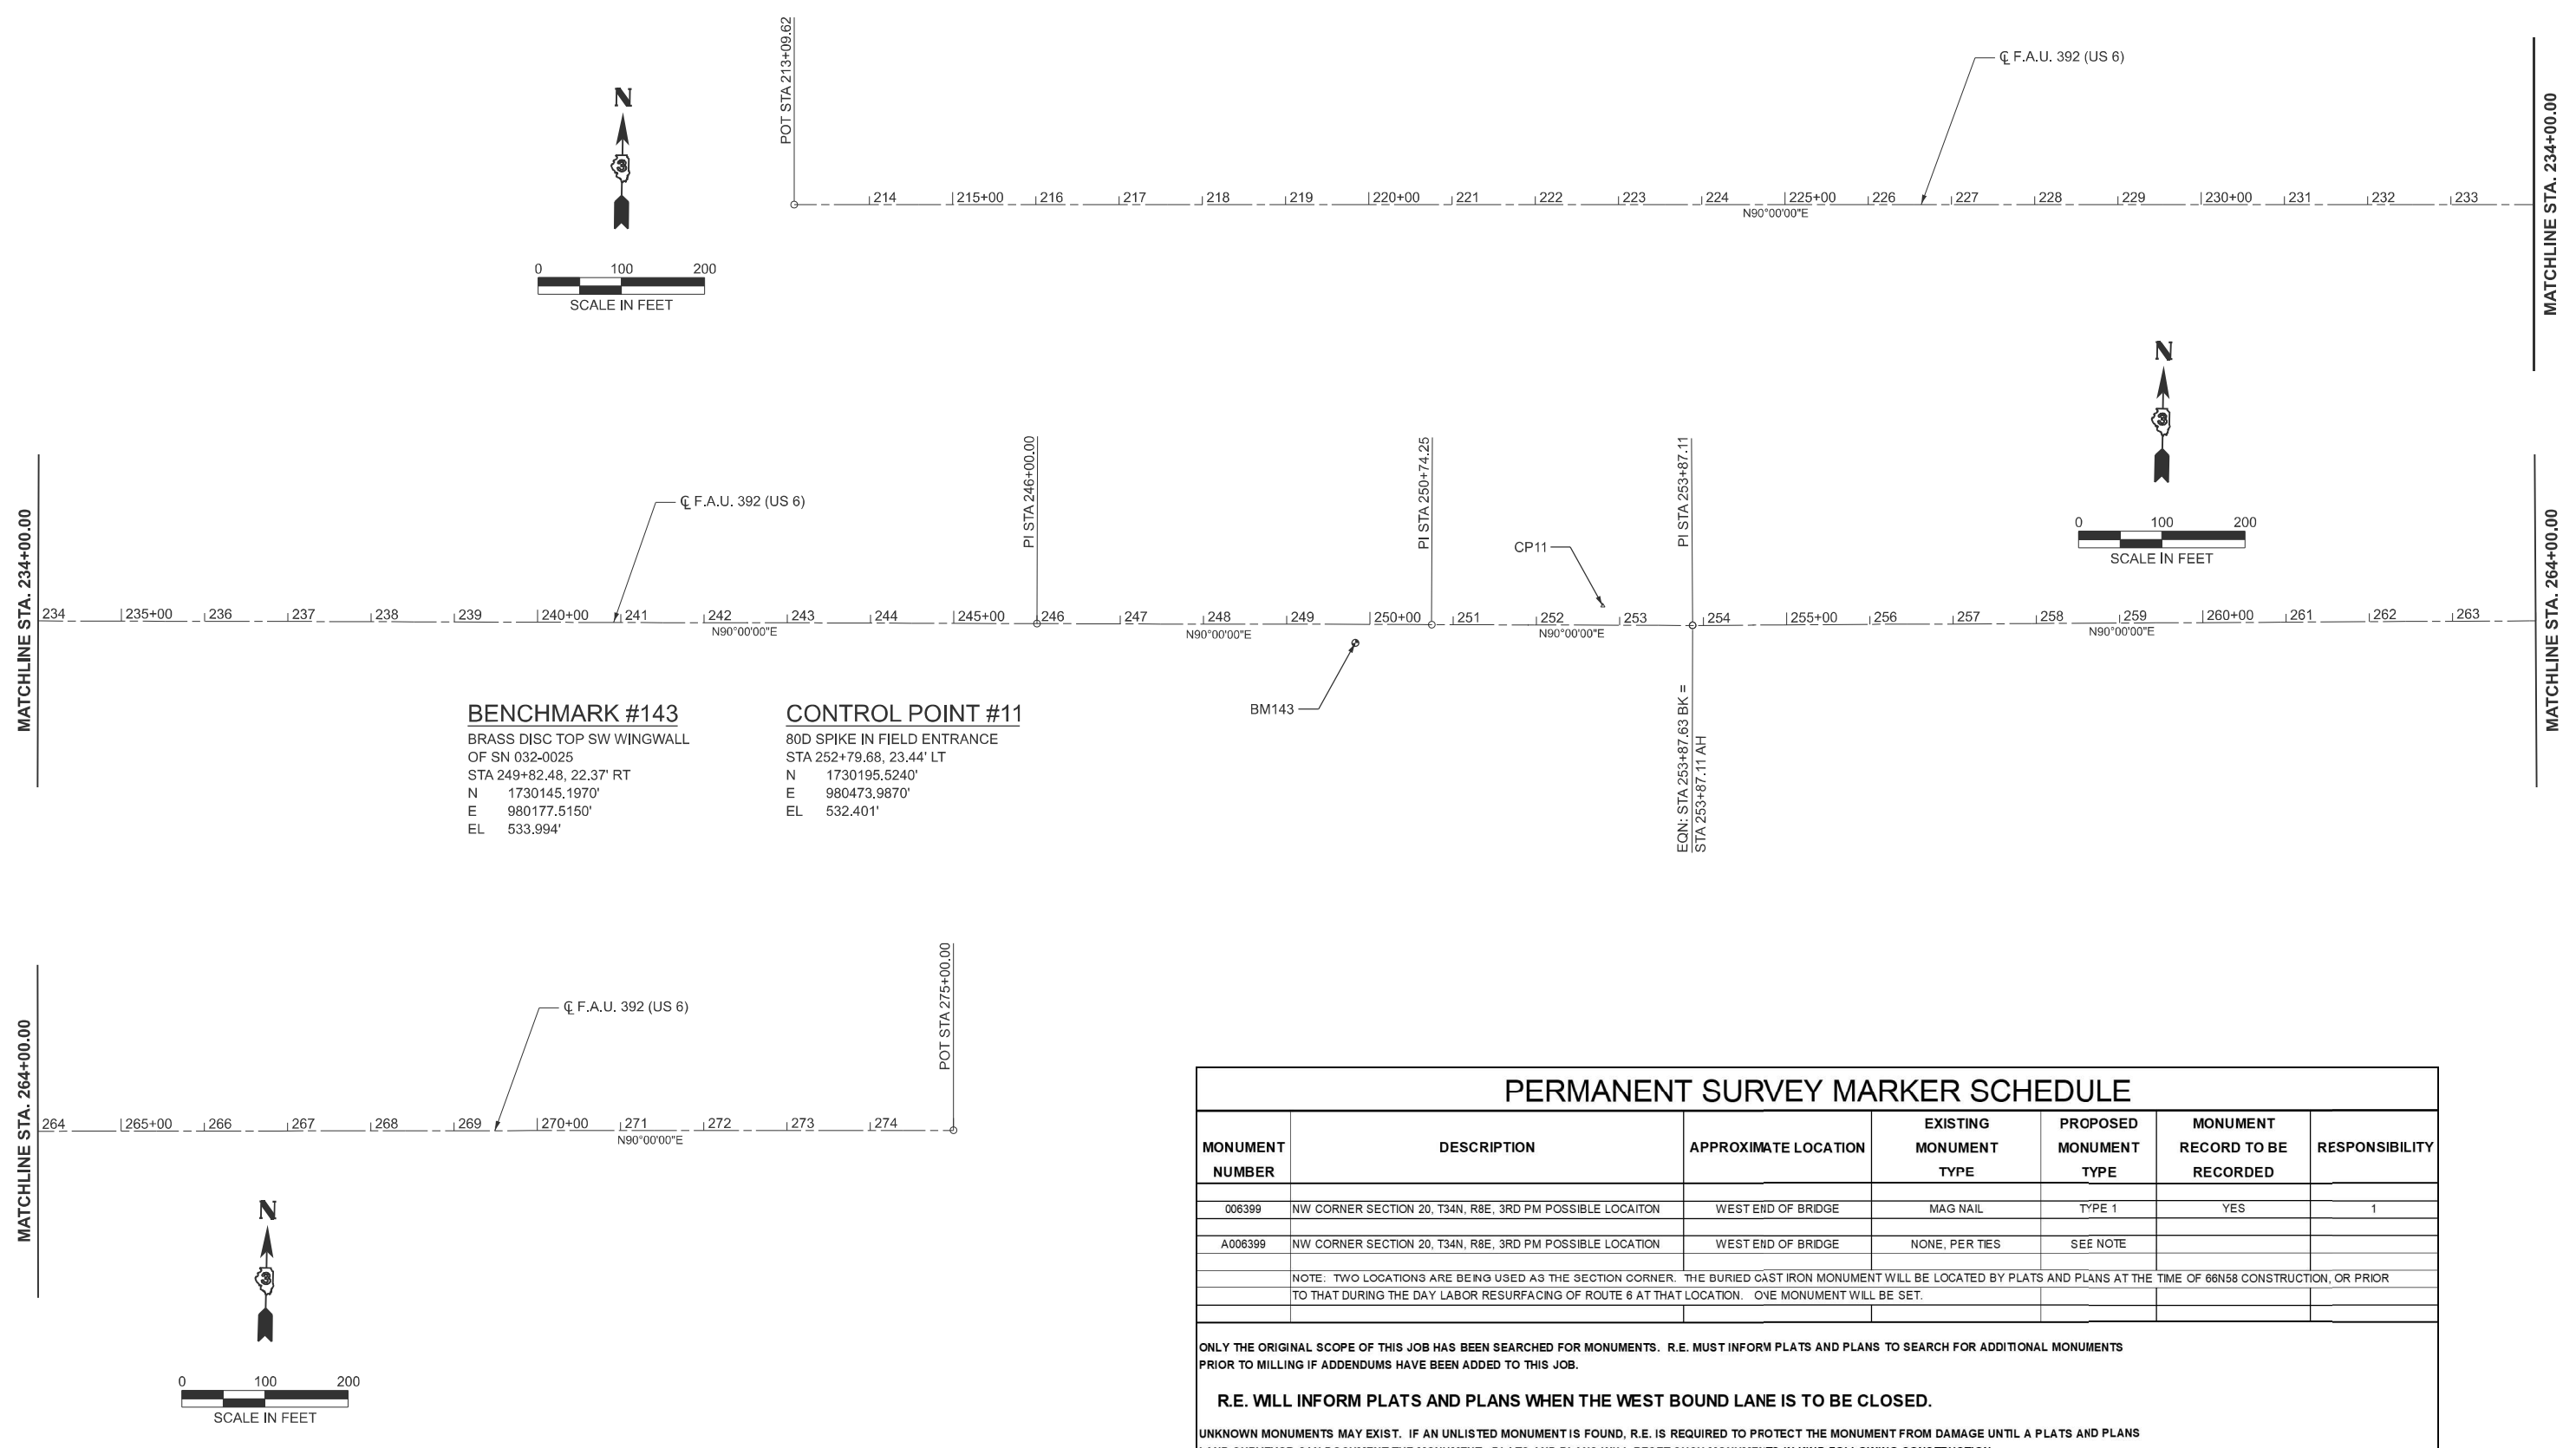 POT STA 213+09.62
℄ F.A.U. 392 (US 6)
MATCHLINE STA. 234+00.00
N
3
214 215+00 216 217 218 219 220+00 221 222 223 224 225+00 226 227 228 229 230+00 231 232 233
N90°00'00"E
0 100 200
SCALE IN FEET
N
3
0 100 200
SCALE IN FEET
MATCHLINE STA. 234+00.00
℄ F.A.U. 392 (US 6)
PI STA 246+00.00
PI STA 250+74.25
CP11
PI STA 253+87.11
MATCHLINE STA. 264+00.00
234 235+00 236 237 238 239 240+00 241 242 243 244 245+00 246 247 248 249 250+00 251 252 253 254 255+00 256 257 258 259 260+00 261 262 263
N90°00'00"E N90°00'00"E N90°00'00"E N90°00'00"E
BM143
EQN: STA 253+87.63 BK =
STA 253+87.11 AH
BENCHMARK #143
BRASS DISC TOP SW WINGWALL
OF SN 032-0025
STA 249+82.48, 22.37' RT
N 1730145.1970'
E 980177.5150'
EL 533.994'
CONTROL POINT #11
80D SPIKE IN FIELD ENTRANCE
STA 252+79.68, 23.44' LT
N 1730195.5240'
E 980473.9870'
EL 532.401'
MATCHLINE STA. 264+00.00
℄ F.A.U. 392 (US 6)
POT STA 275+00.00
264 265+00 266 267 268 269 270+00 271 272 273 274
N90°00'00"E
N
3
0 100 200
SCALE IN FEET
PERMANENT SURVEY MARKER SCHEDULE
MONUMENT NUMBER DESCRIPTION APPROXIMATE LOCATION EXISTING MONUMENT TYPE PROPOSED MONUMENT TYPE MONUMENT RECORD TO BE RECORDED RESPONSIBILITY
006399 NW CORNER SECTION 20, T34N, R8E, 3RD PM POSSIBLE LOCAITON WEST END OF BRIDGE MAG NAIL TYPE 1 YES 1
A006399 NW CORNER SECTION 20, T34N, R8E, 3RD PM POSSIBLE LOCATION WEST END OF BRIDGE NONE, PER TIES SEE NOTE
NOTE: TWO LOCATIONS ARE BEING USED AS THE SECTION CORNER. THE BURIED CAST IRON MONUMENT WILL BE LOCATED BY PLATS AND PLANS AT THE TIME OF 66N58 CONSTRUCTION, OR PRIOR
TO THAT DURING THE DAY LABOR RESURFACING OF ROUTE 6 AT THAT LOCATION. ONE MONUMENT WILL BE SET.
ONLY THE ORIGINAL SCOPE OF THIS JOB HAS BEEN SEARCHED FOR MONUMENTS. R.E. MUST INFORM PLATS AND PLANS TO SEARCH FOR ADDITIONAL MONUMENTS
PRIOR TO MILLING IF ADDENDUMS HAVE BEEN ADDED TO THIS JOB.
R.E. WILL INFORM PLATS AND PLANS WHEN THE WEST BOUND LANE IS TO BE CLOSED.
UNKNOWN MONUMENTS MAY EXIST. IF AN UNLISTED MONUMENT IS FOUND, R.E. IS REQUIRED TO PROTECT THE MONUMENT FROM DAMAGE UNTIL A PLATS AND PLANS